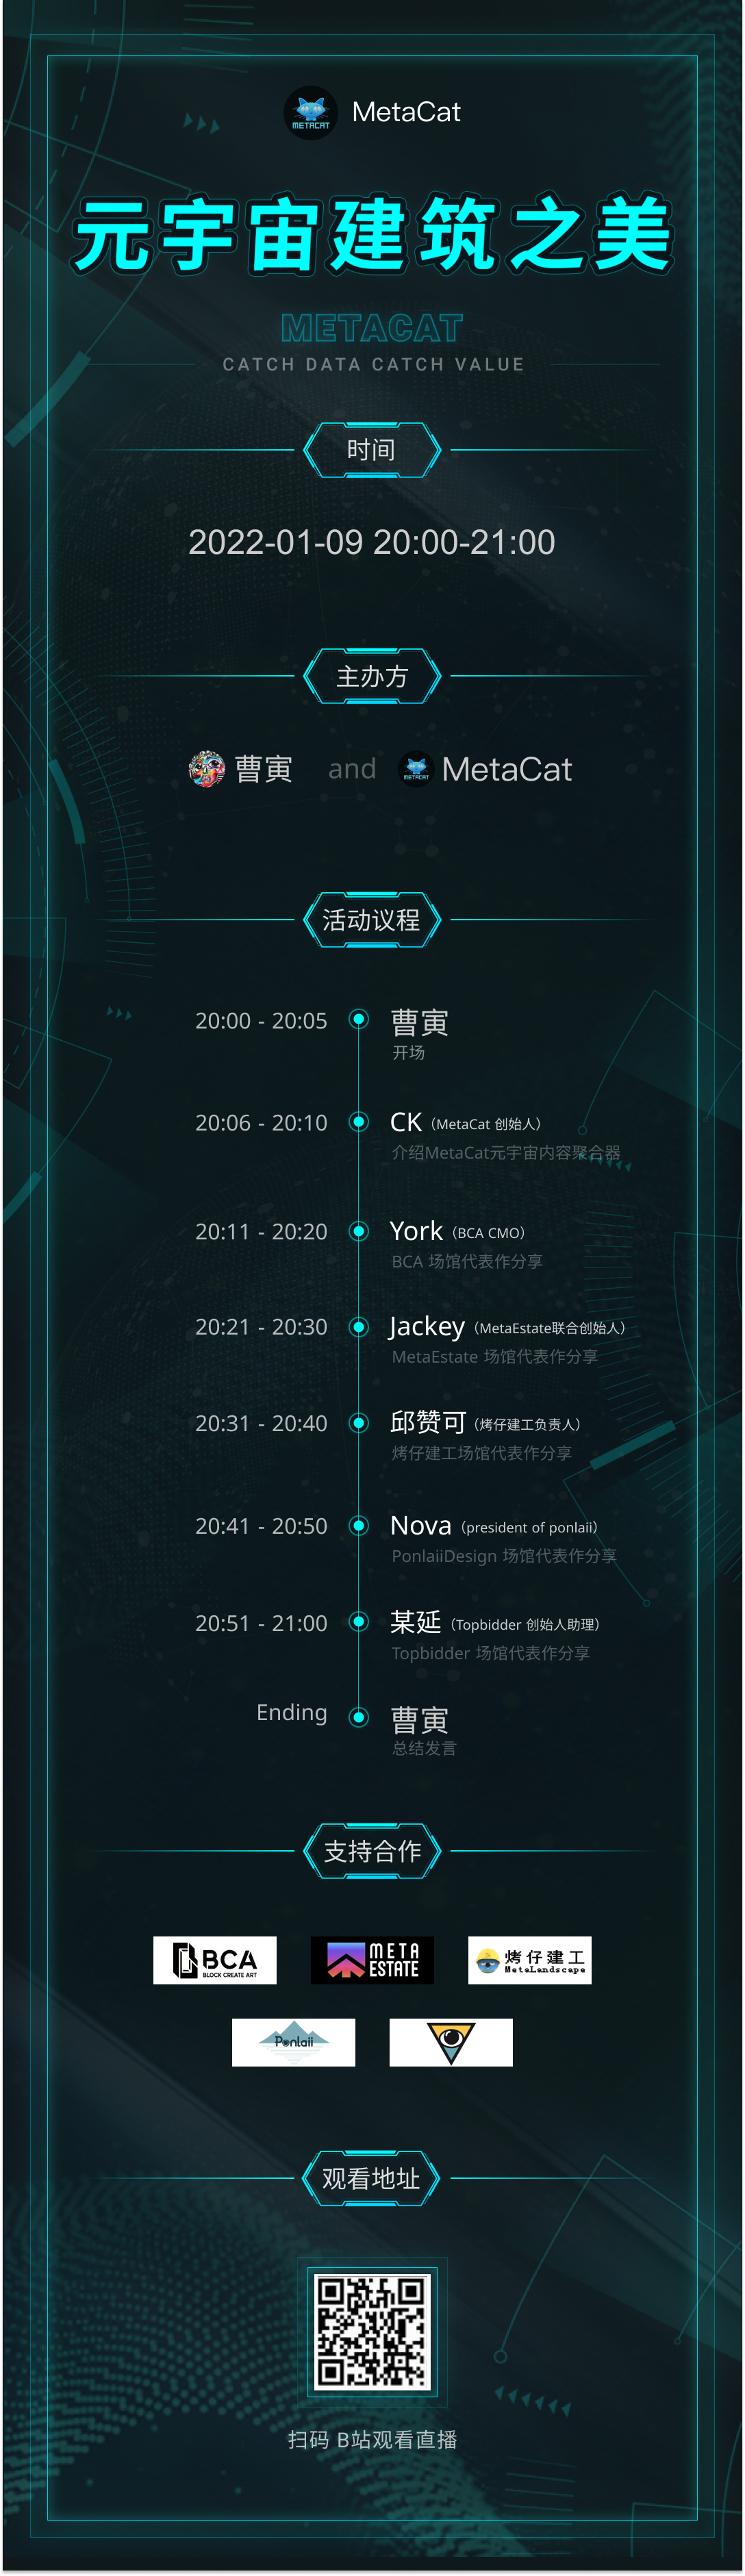 METACAT MetaCat
元宇宙建筑之美
METACAT
CATCH DATA CATCH VALUE
时间
2022-01-09 20:00-21:00
主办方
曹寅 and METACAT MetaCat
活动议程
20:00 - 20:05 曹寅
开场
20:06 - 20:10 CK（MetaCat 创始人）
介绍MetaCat元宇宙内容聚合器
20:11 - 20:20 York（BCA CMO）
BCA 场馆代表作分享
20:21 - 20:30 Jackey（MetaEstate联合创始人）
MetaEstate 场馆代表作分享
20:31 - 20:40 邱赞可（烤仔建工负责人）
烤仔建工场馆代表作分享
20:41 - 20:50 Nova（president of ponlaii）
PonlaiiDesign 场馆代表作分享
20:51 - 21:00 某延（Topbidder 创始人助理）
Topbidder 场馆代表作分享
Ending 曹寅
总结发言
支持合作
BCA
BLOCK CREATE ART
META
ESTATE
烤仔建工
MetaLandscape
Ponlaii
观看地址
扫码 B站观看直播